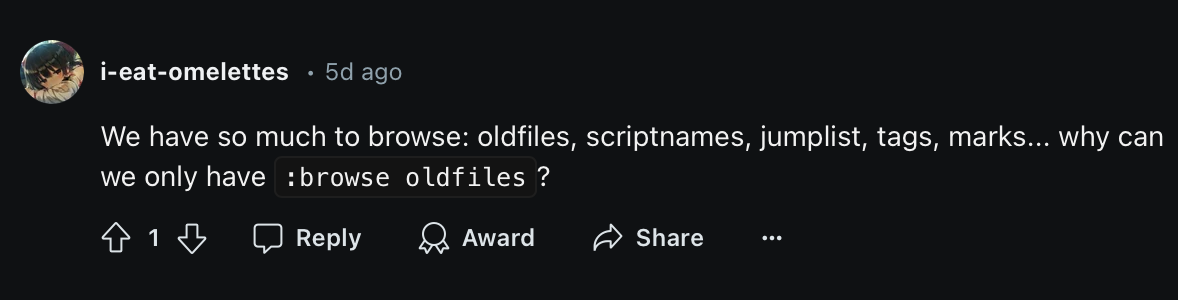 i-eat-omelettes • 5d ago
We have so much to browse: oldfiles, scriptnames, jumplist, tags, marks... why can
we only have :browse oldfiles?
1 Reply Award Share ...